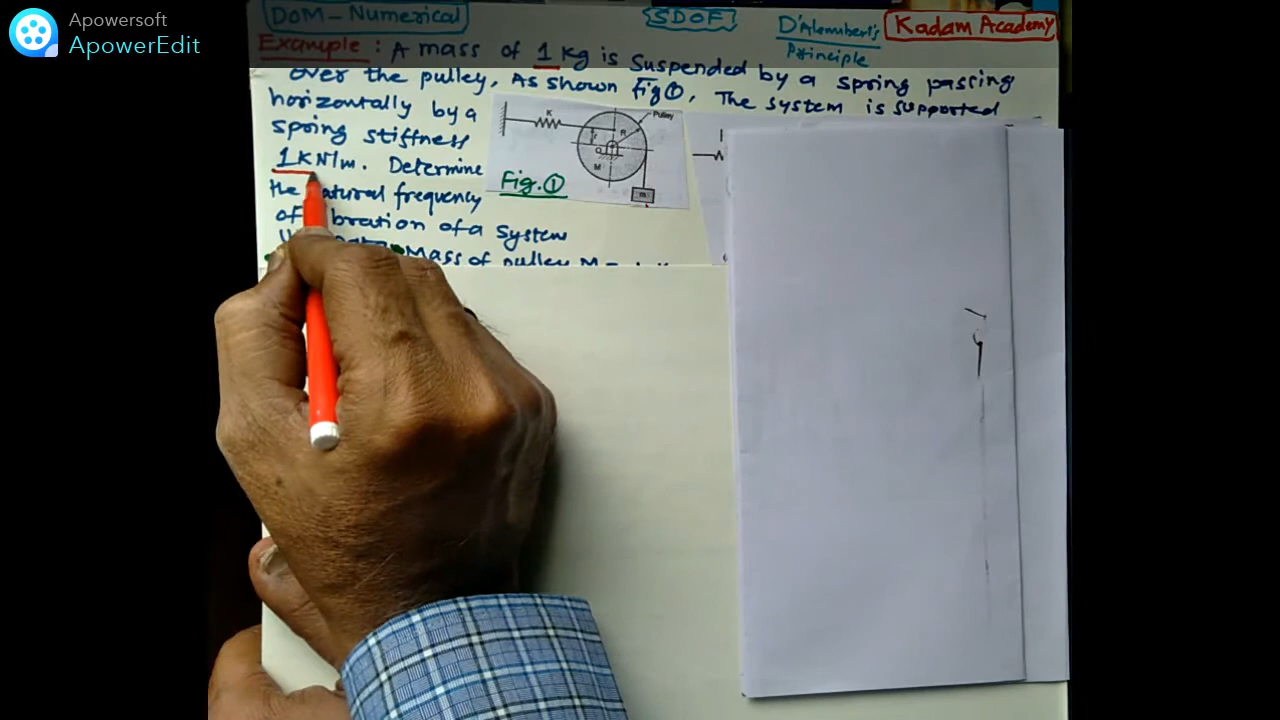 Apowersoft
ApowerEdit
DOM - Numerical
SDOF
D'Alembert's
Principle
Kadam Academy
Example : A mass of 1 Kg is suspended by a spring passing
over the pulley, As shown Fig ①, The system is supported
horizontally by a
spring stiffness
1 KN/m. Determine
the natural frequency
of vibration of a system
Mass of pulley M =
K
Pulley
R
r
O
M
m
Fig. ①